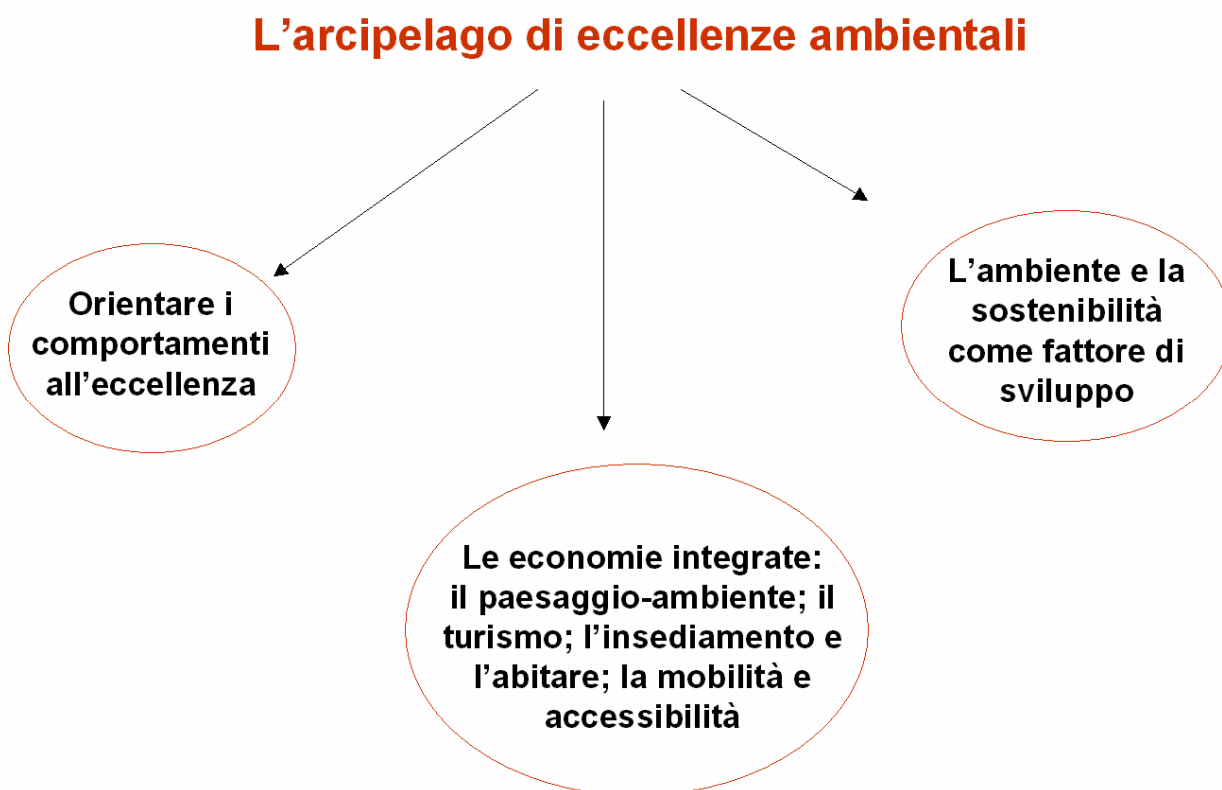 L’arcipelago di eccellenze ambientali
Orientare i
comportamenti
all’eccellenza
Le economie integrate:
il paesaggio-ambiente; il
turismo; l’insediamento e
l’abitare; la mobilità e
accessibilità
L’ambiente e la
sostenibilità
come fattore di
sviluppo